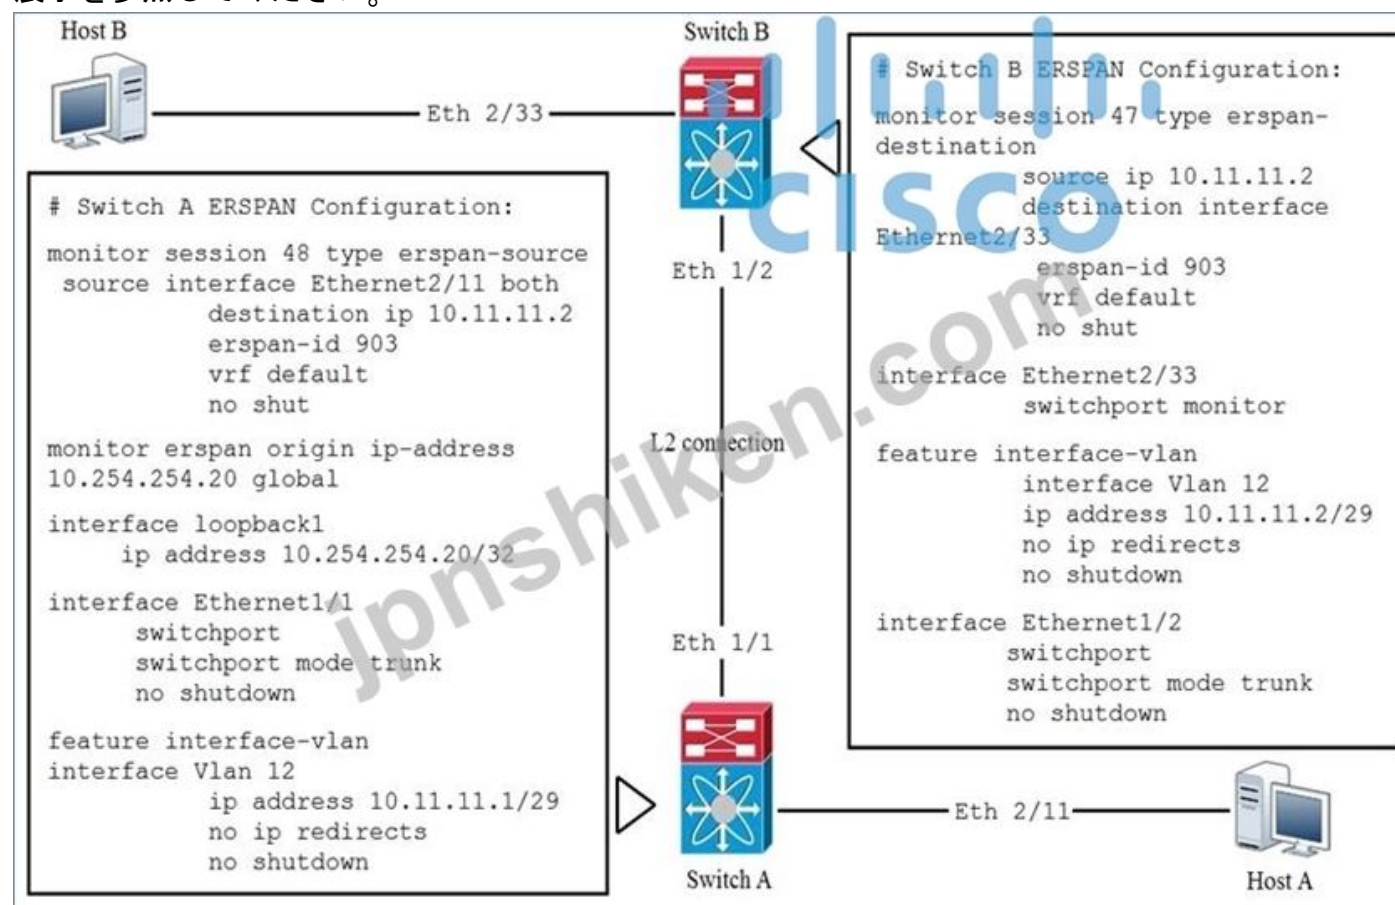 Host B
Switch B
Eth 2/33
# Switch A ERSPAN Configuration:
monitor session 48 type erspan-source
source interface Ethernet2/11 both
destination ip 10.11.11.2
erspan-id 903
vrf default
no shut
monitor erspan origin ip-address
10.254.254.20 global
interface loopback1
ip address 10.254.254.20/32
interface Ethernet1/1
switchport
switchport mode trunk
no shutdown
feature interface-vlan
interface Vlan 12
ip address 10.11.11.1/29
no ip redirects
no shutdown
Eth 1/2
L2 connection
Eth 1/1
Switch A
# Switch B ERSPAN Configuration:
monitor session 47 type erspan-
destination
source ip 10.11.11.2
destination interface
Ethernet2/33
erspan-id 903
vrf default
no shut
interface Ethernet2/33
switchport monitor
feature interface-vlan
interface Vlan 12
ip address 10.11.11.2/29
no ip redirects
no shutdown
interface Ethernet1/2
switchport
switchport mode trunk
no shutdown
Eth 2/11
Host A
cisco
jpnshiken.com